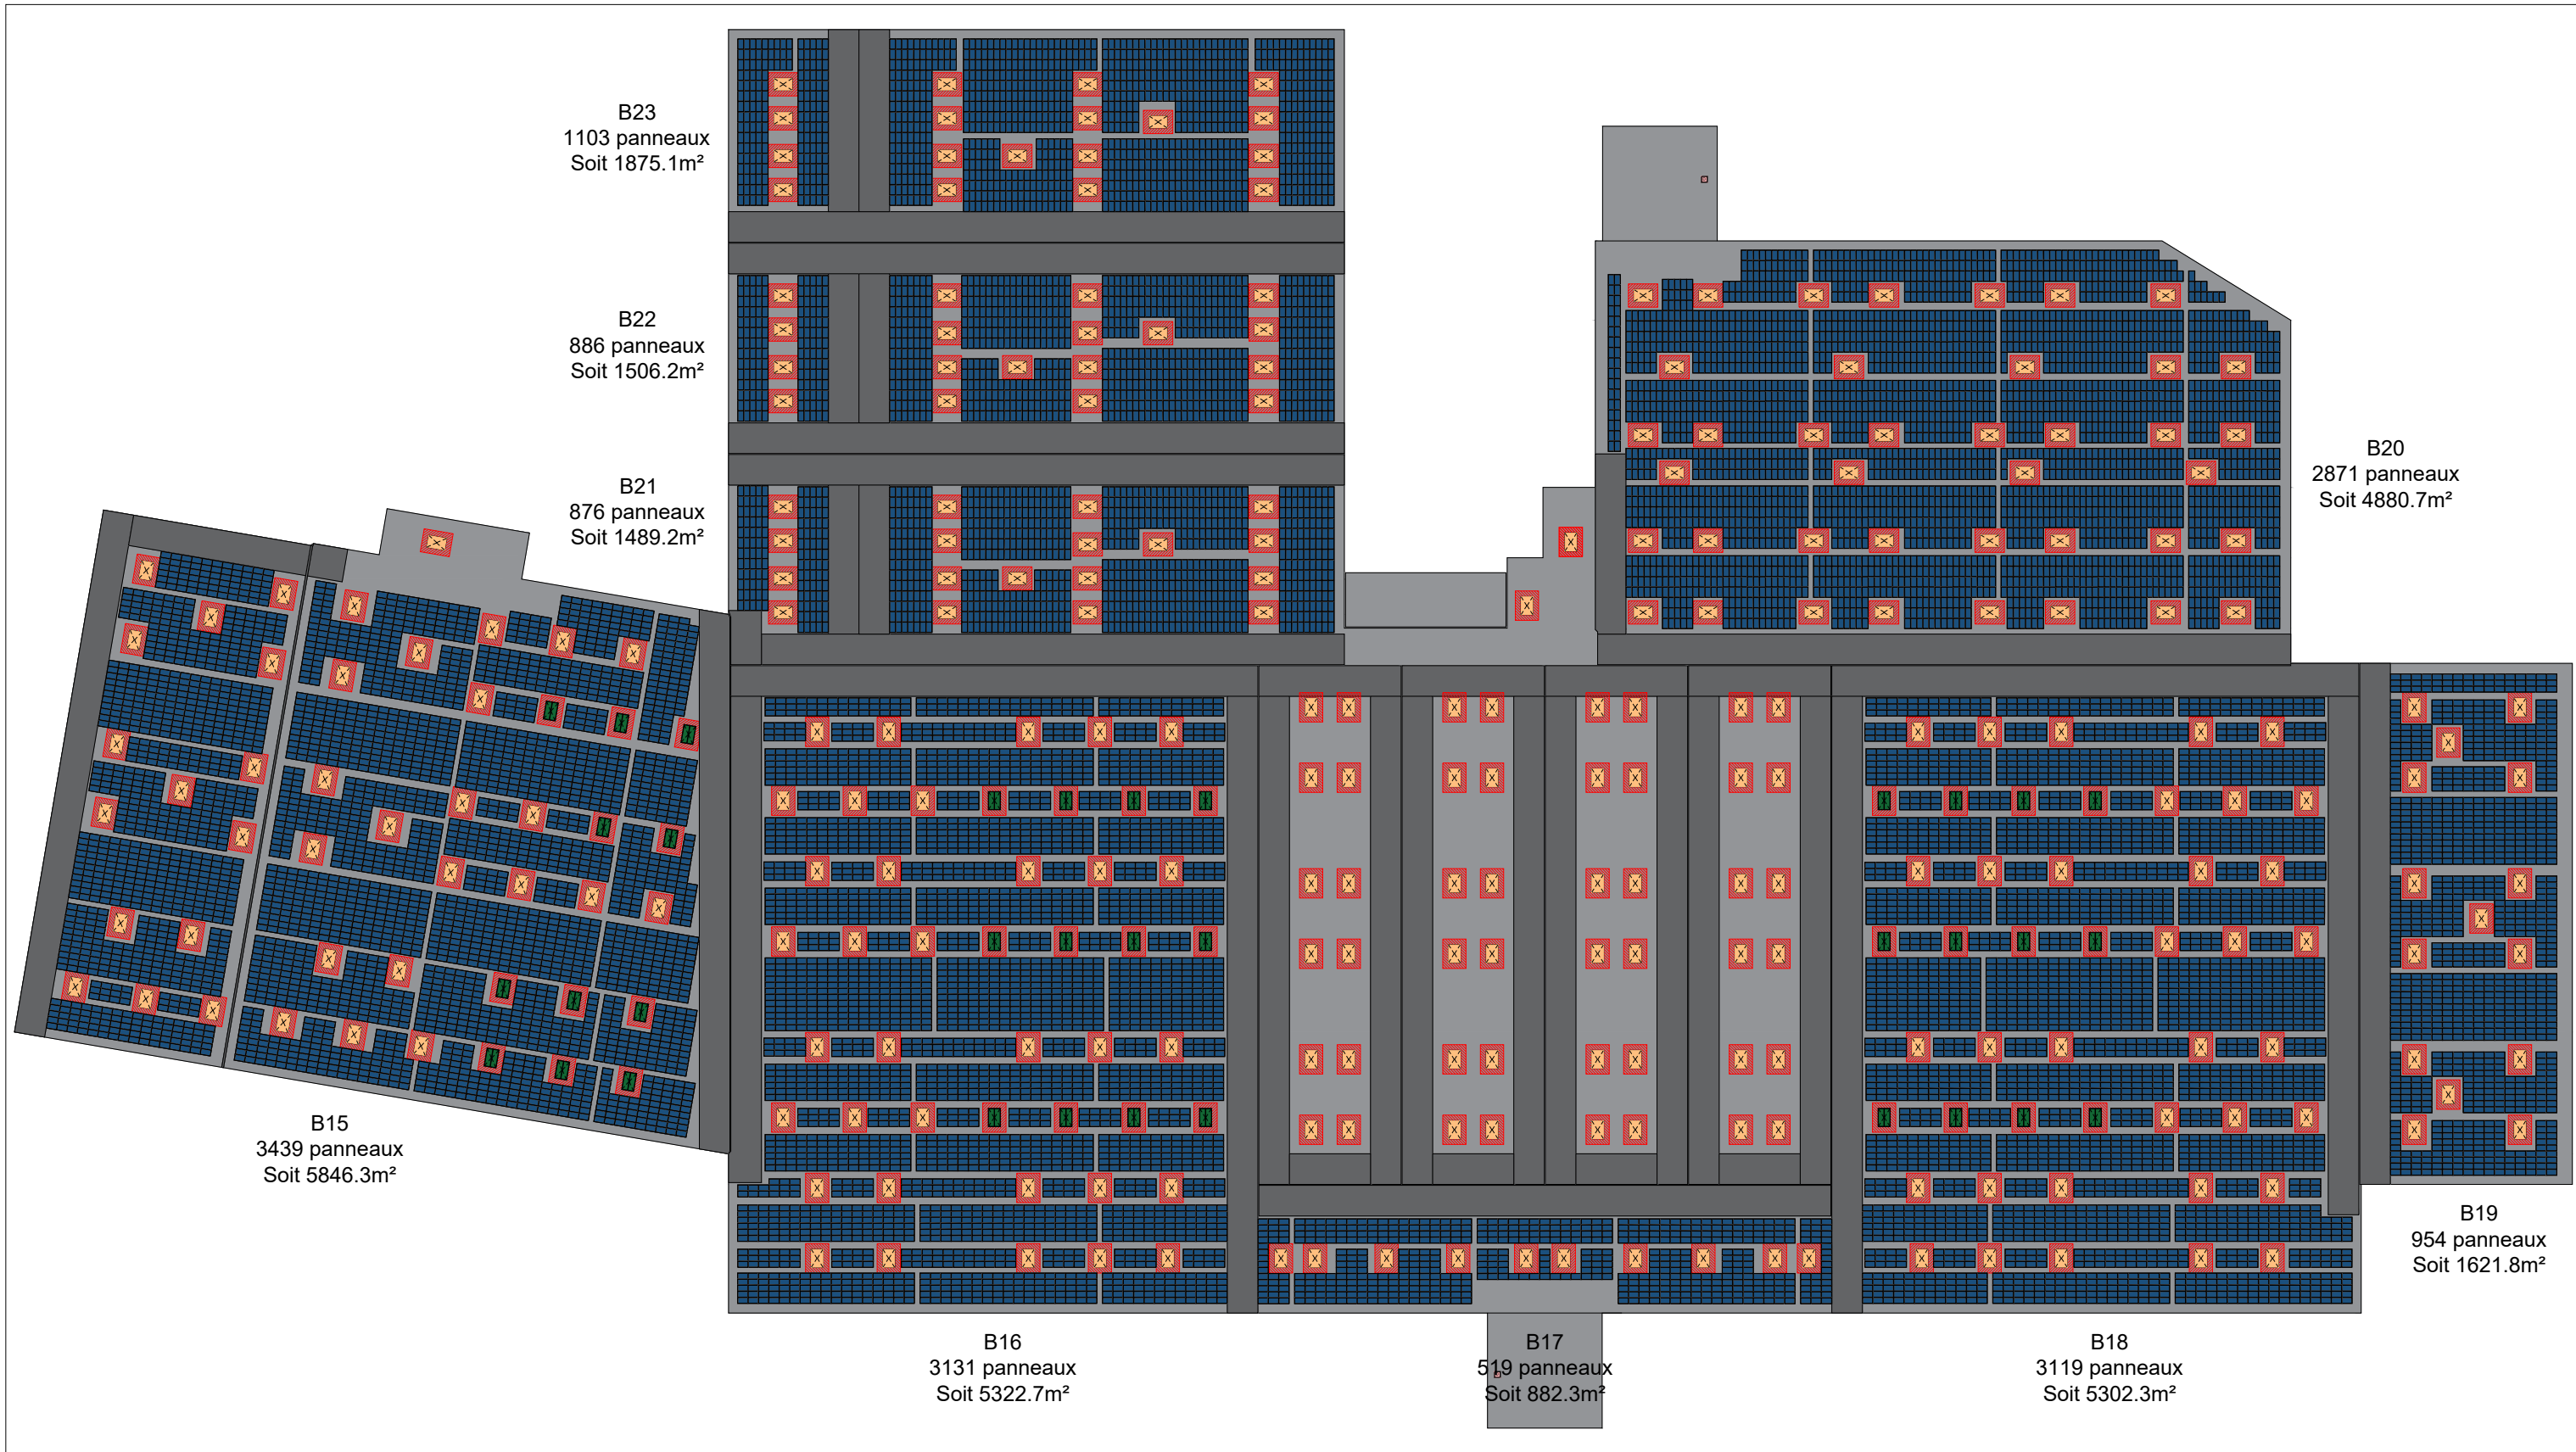 B23
1103 panneaux
Soit 1875.1m²
B22
886 panneaux
Soit 1506.2m²
B21
876 panneaux
Soit 1489.2m²
B20
2871 panneaux
Soit 4880.7m²
B15
3439 panneaux
Soit 5846.3m²
B19
954 panneaux
Soit 1621.8m²
B16
3131 panneaux
Soit 5322.7m²
B17
519 panneaux
Soit 882.3m²
B18
3119 panneaux
Soit 5302.3m²